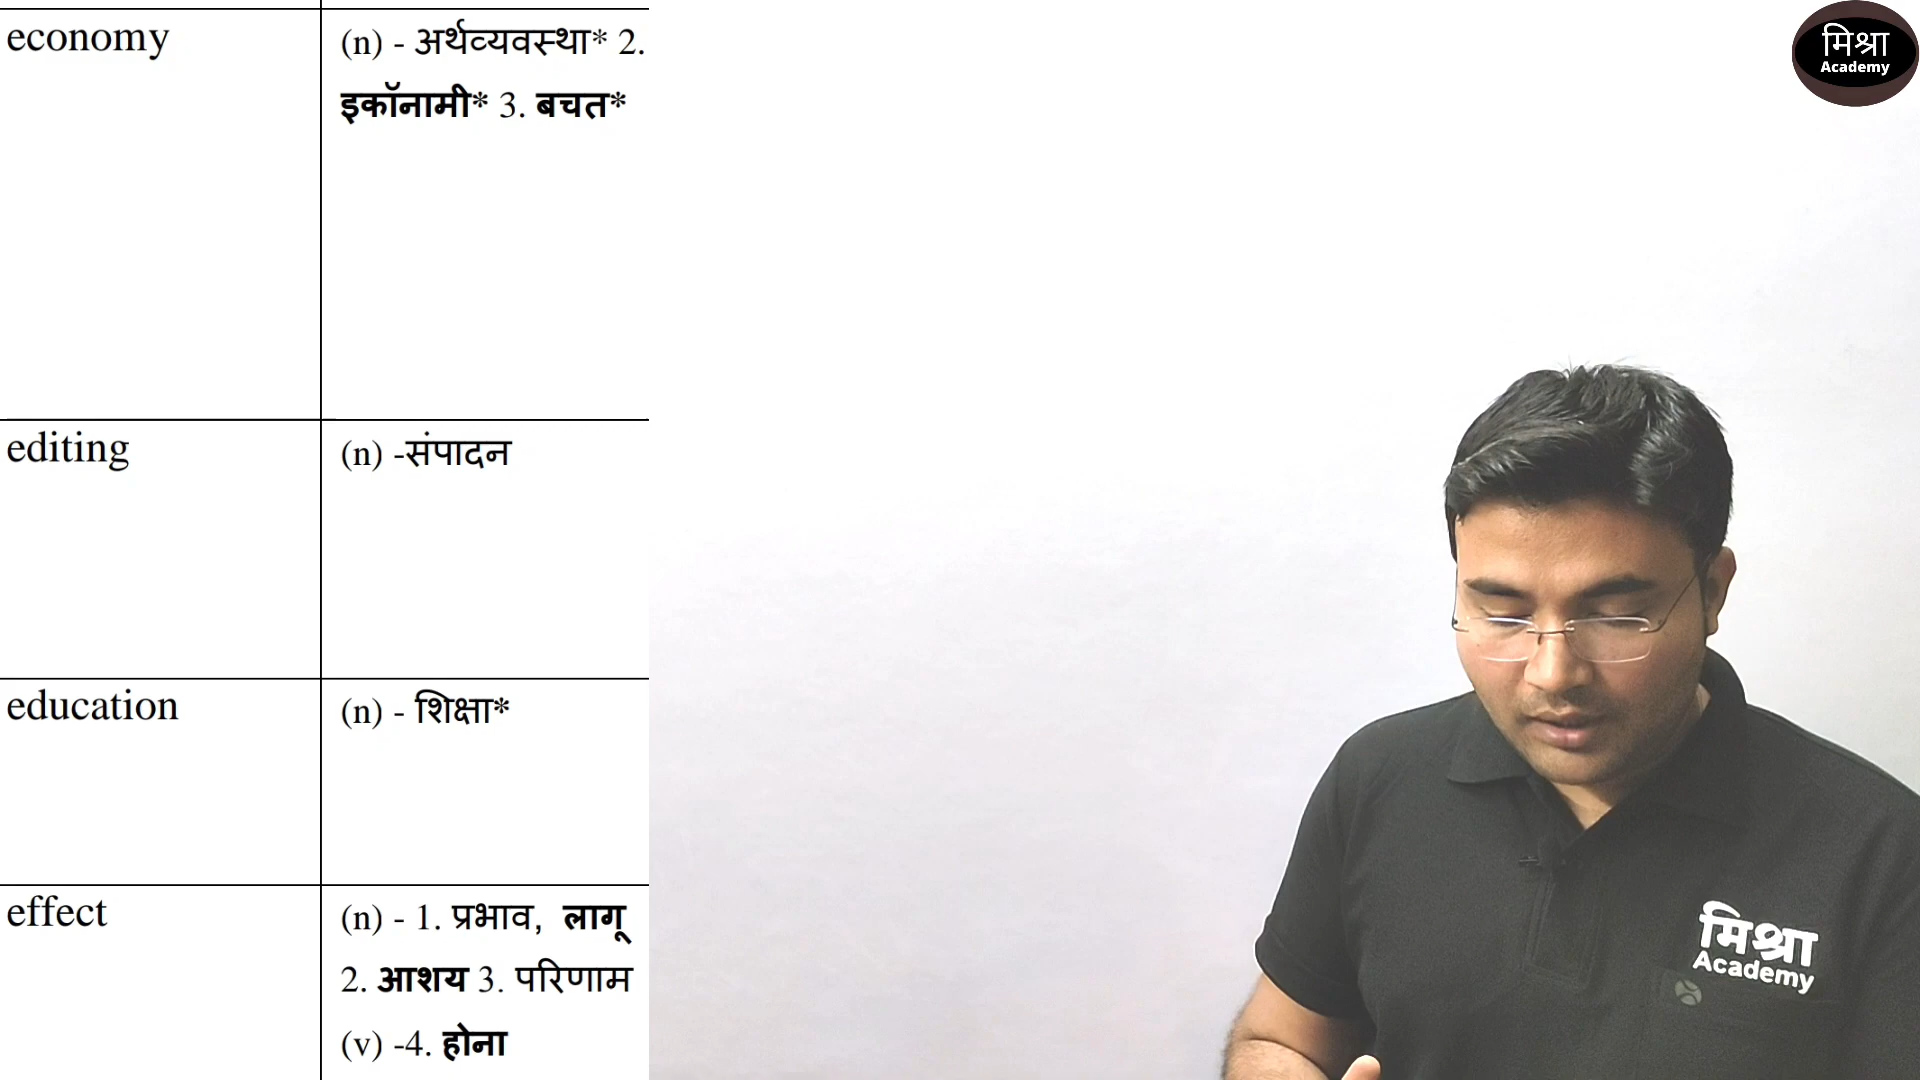 economy
(n) - अर्थव्यवस्था* 2.
इकॉनामी* 3. बचत*
editing
(n) -संपादन
education
(n) - शिक्षा*
effect
(n) - 1. प्रभाव, लागू
2. आशय 3. परिणाम
(v) -4. होना
मिश्रा
Academy
मिश्रा
Academy